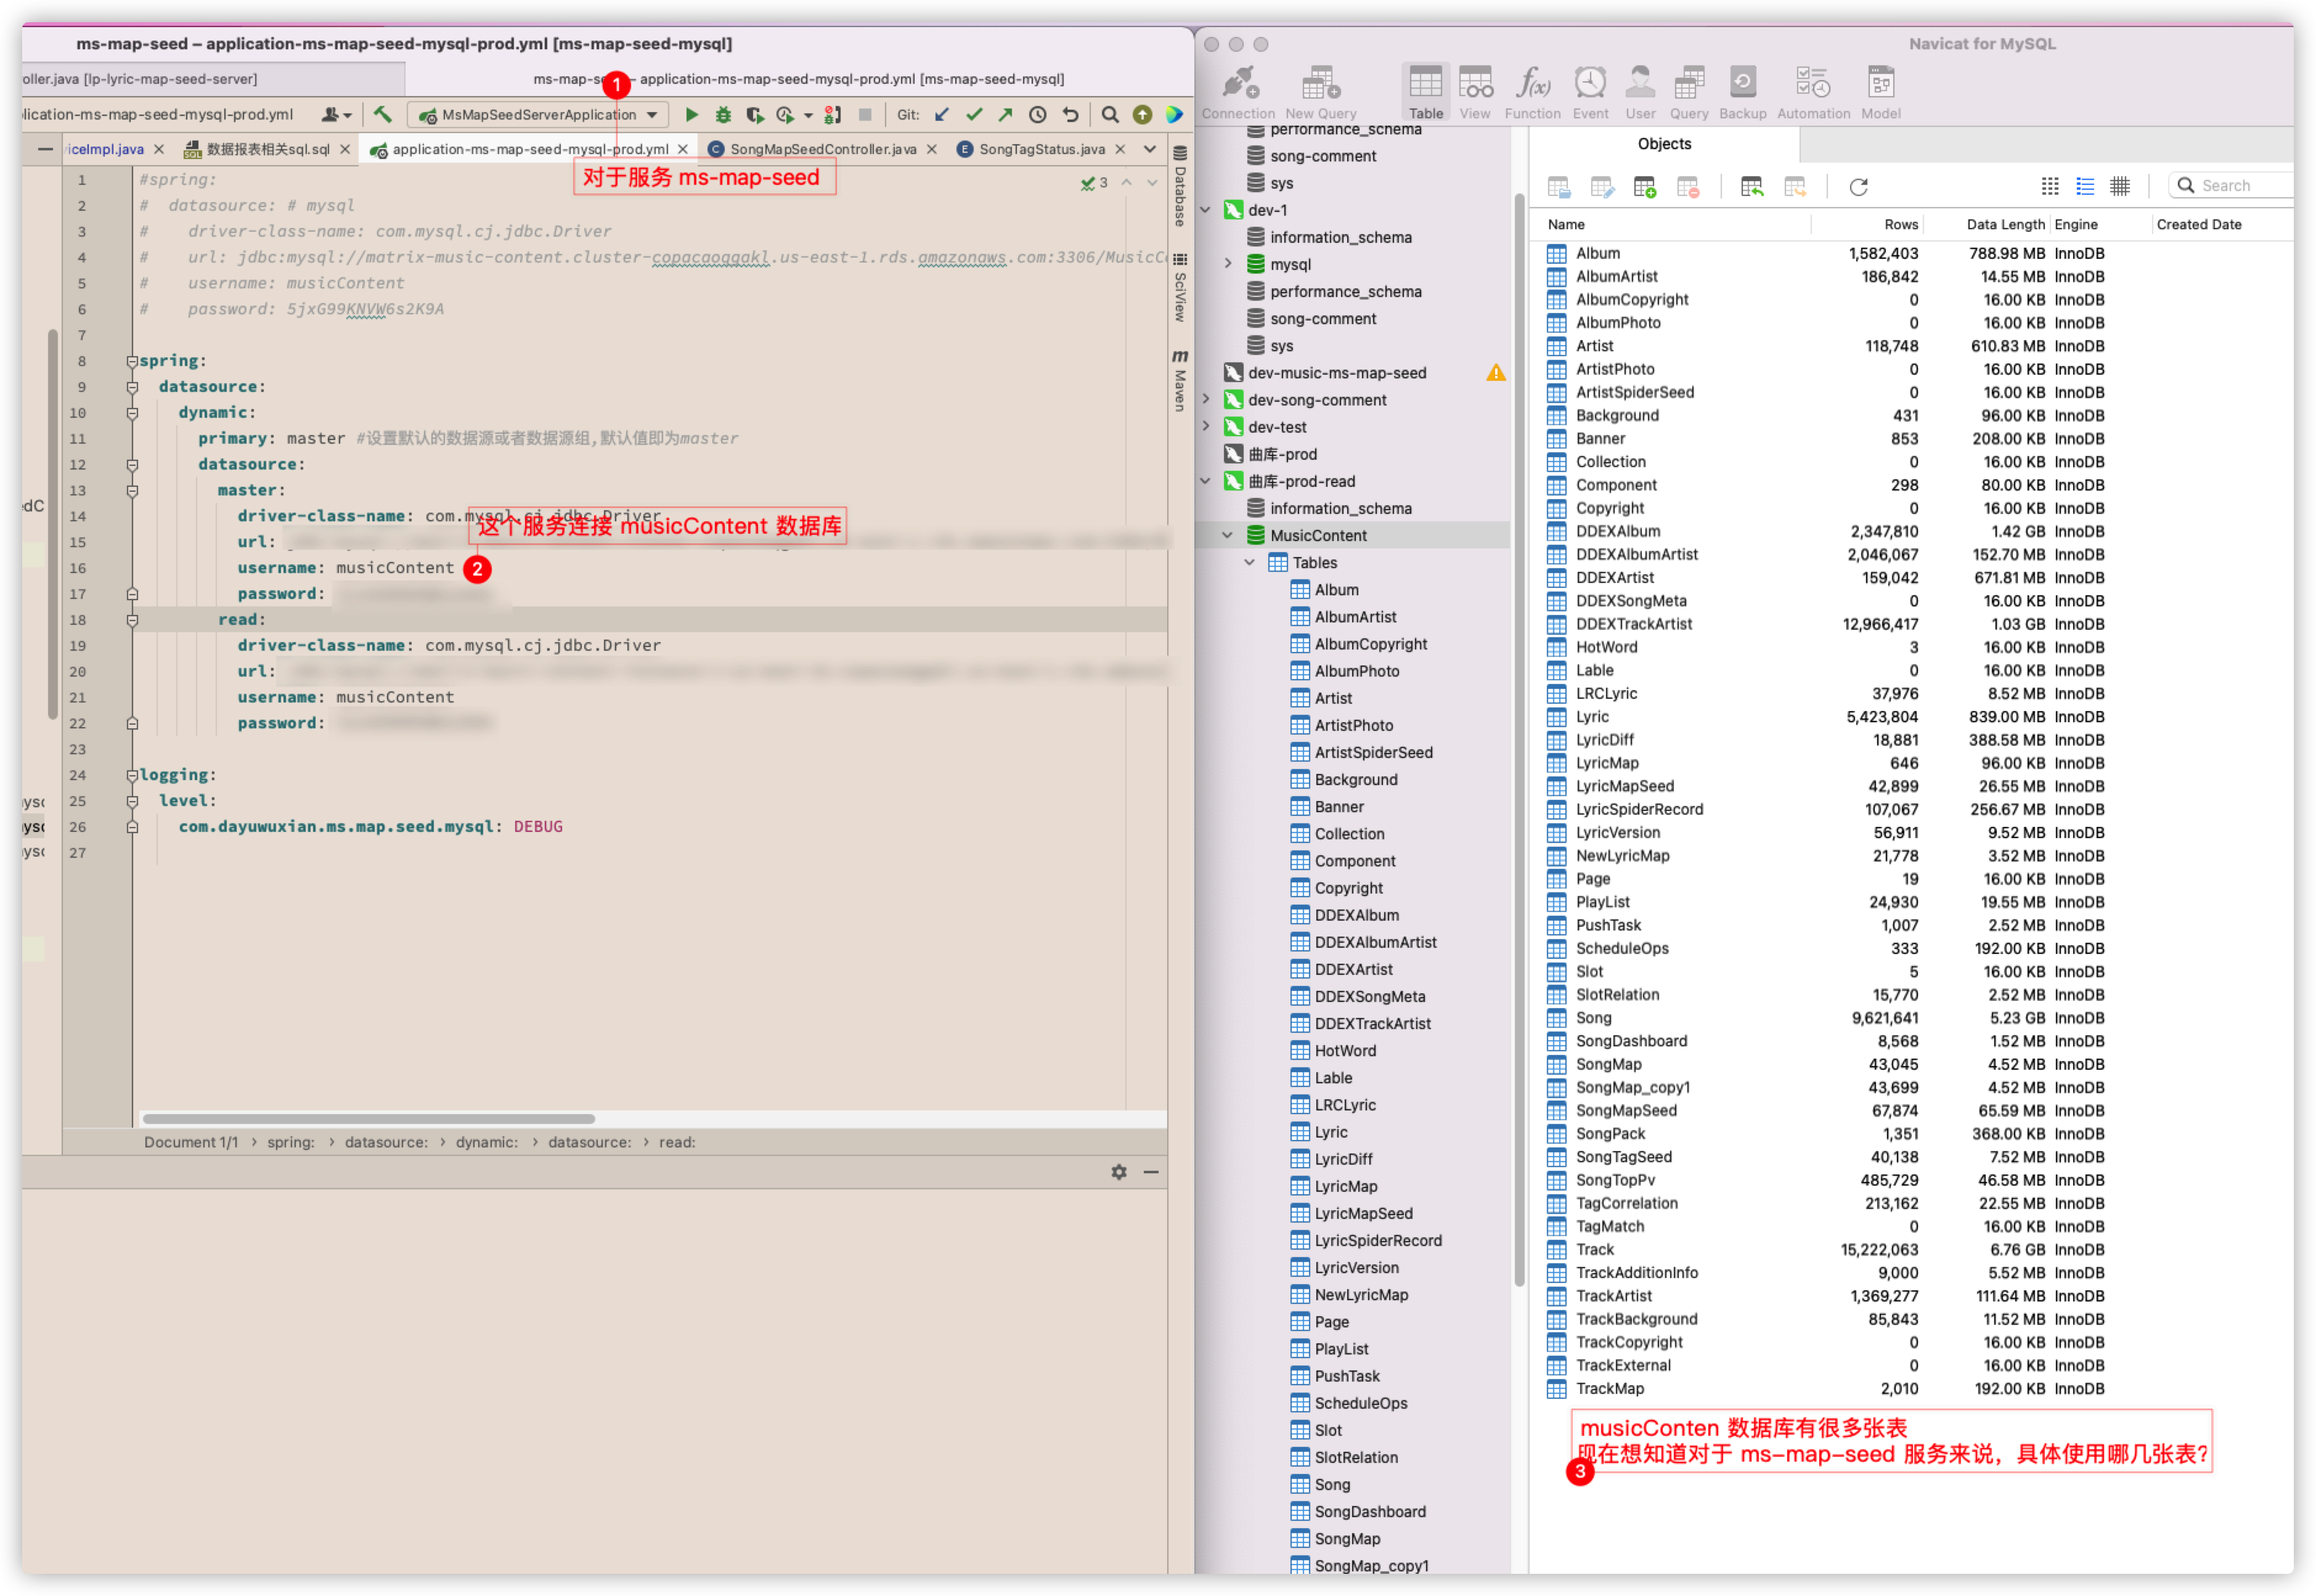 ms-map-seed – application-ms-map-seed-mysql-prod.yml [ms-map-seed-mysql]
oller.java [lp-lyric-map-seed-server]
application-ms-map-seed-mysql-prod.yml [ms-map-seed-mysql]
1
lication-ms-map-seed-mysql-prod.yml
MsMapSeedServerApplication
Git:
iceImpl.java
数据报表相关sql.sql
application-ms-map-seed-mysql-prod.yml
SongMapSeedController.java
SongTagStatus.java
对于服务 ms-map-seed
3
Database
SciView
Maven
1 #spring:
2 #  datasource: # mysql
3 #    driver-class-name: com.mysql.cj.jdbc.Driver
4 #    url: jdbc:mysql://matrix-music-content.cluster-copacaoqgakl.us-east-1.rds.amazonaws.com:3306/MusicC
5 #    username: musicContent
6 #    password: 5jxG99KNVW6s2K9A
7
8 spring:
9 datasource:
10 dynamic:
11 primary: master #设置默认的数据源或者数据源组,默认值即为master
12 datasource:
13 master:
14 driver-class-name: com.mysql.cj.jdbc.Driver
这个服务连接 musicContent 数据库
15 url:
16 username: musicContent
2
17 password:
18 read:
19 driver-class-name: com.mysql.cj.jdbc.Driver
20 url:
21 username: musicContent
22 password:
23
24 logging:
25 level:
26 com.dayuwuxian.ms.map.seed.mysql: DEBUG
27
Document 1/1 › spring: › datasource: › dynamic: › datasource: › read:
Navicat for MySQL
Connection
New Query
Table
View
Function
Event
User
Query
Backup
Automation
Model
performance_schema
song-comment
sys
dev-1
information_schema
mysql
performance_schema
song-comment
sys
dev-music-ms-map-seed
dev-song-comment
dev-test
曲库-prod
曲库-prod-read
information_schema
MusicContent
Tables
Album
AlbumArtist
AlbumCopyright
AlbumPhoto
Artist
ArtistPhoto
ArtistSpiderSeed
Background
Banner
Collection
Component
Copyright
DDEXAlbum
DDEXAlbumArtist
DDEXArtist
DDEXSongMeta
DDEXTrackArtist
HotWord
Lable
LRCLyric
Lyric
LyricDiff
LyricMap
LyricMapSeed
LyricSpiderRecord
LyricVersion
NewLyricMap
Page
PlayList
PushTask
ScheduleOps
Slot
SlotRelation
Song
SongDashboard
SongMap
SongMap_copy1
Objects
Search
Name Rows Data Length Engine Created Date
Album 1,582,403 788.98 MB InnoDB
AlbumArtist 186,842 14.55 MB InnoDB
AlbumCopyright 0 16.00 KB InnoDB
AlbumPhoto 0 16.00 KB InnoDB
Artist 118,748 610.83 MB InnoDB
ArtistPhoto 0 16.00 KB InnoDB
ArtistSpiderSeed 0 16.00 KB InnoDB
Background 431 96.00 KB InnoDB
Banner 853 208.00 KB InnoDB
Collection 0 16.00 KB InnoDB
Component 298 80.00 KB InnoDB
Copyright 0 16.00 KB InnoDB
DDEXAlbum 2,347,810 1.42 GB InnoDB
DDEXAlbumArtist 2,046,067 152.70 MB InnoDB
DDEXArtist 159,042 671.81 MB InnoDB
DDEXSongMeta 0 16.00 KB InnoDB
DDEXTrackArtist 12,966,417 1.03 GB InnoDB
HotWord 3 16.00 KB InnoDB
Lable 0 16.00 KB InnoDB
LRCLyric 37,976 8.52 MB InnoDB
Lyric 5,423,804 839.00 MB InnoDB
LyricDiff 18,881 388.58 MB InnoDB
LyricMap 646 96.00 KB InnoDB
LyricMapSeed 42,899 26.55 MB InnoDB
LyricSpiderRecord 107,067 256.67 MB InnoDB
LyricVersion 56,911 9.52 MB InnoDB
NewLyricMap 21,778 3.52 MB InnoDB
Page 19 16.00 KB InnoDB
PlayList 24,930 19.55 MB InnoDB
PushTask 1,007 2.52 MB InnoDB
ScheduleOps 333 192.00 KB InnoDB
Slot 5 16.00 KB InnoDB
SlotRelation 15,770 2.52 MB InnoDB
Song 9,621,641 5.23 GB InnoDB
SongDashboard 8,568 1.52 MB InnoDB
SongMap 43,045 4.52 MB InnoDB
SongMap_copy1 43,699 4.52 MB InnoDB
SongMapSeed 67,874 65.59 MB InnoDB
SongPack 1,351 368.00 KB InnoDB
SongTagSeed 40,138 7.52 MB InnoDB
SongTopPv 485,729 46.58 MB InnoDB
TagCorrelation 213,162 22.55 MB InnoDB
TagMatch 0 16.00 KB InnoDB
Track 15,222,063 6.76 GB InnoDB
TrackAdditionInfo 9,000 5.52 MB InnoDB
TrackArtist 1,369,277 111.64 MB InnoDB
TrackBackground 85,843 11.52 MB InnoDB
TrackCopyright 0 16.00 KB InnoDB
TrackExternal 0 16.00 KB InnoDB
TrackMap 2,010 192.00 KB InnoDB
musicConten 数据库有很多张表
现在想知道对于 ms-map-seed 服务来说，具体使用哪几张表?
3